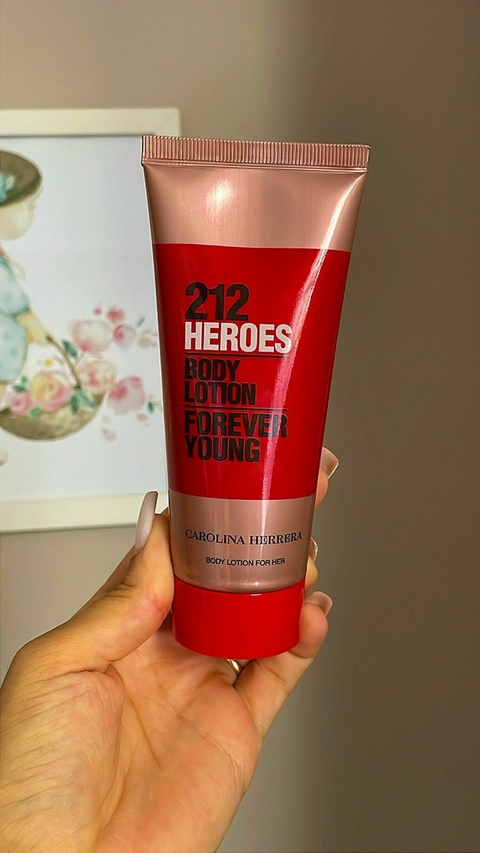 212
HEROES
BODY
LOTION
FOREVER
YOUNG
CAROLINA HERRERA
BODY LOTION FOR HER